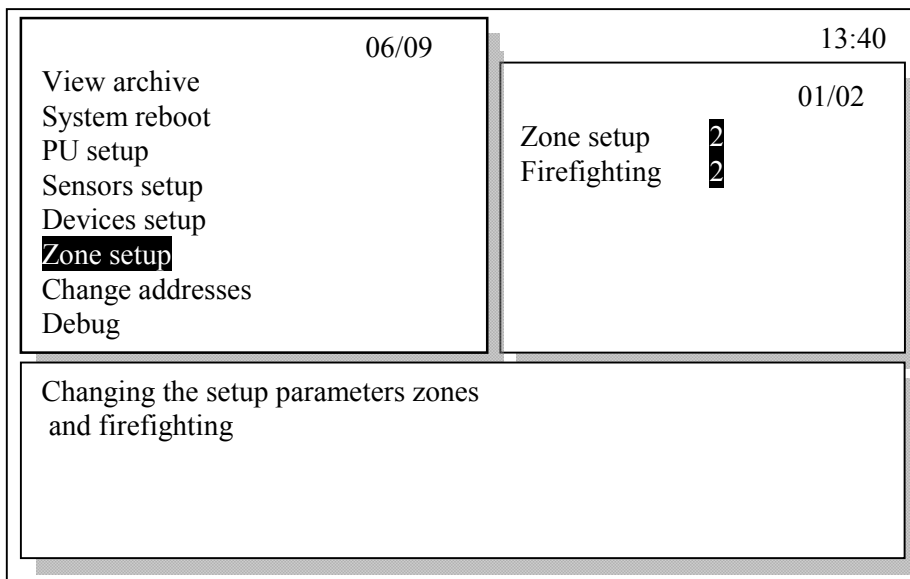 06/09
View archive
System reboot
PU setup
Sensors setup
Devices setup
Zone setup
Change addresses
Debug
13:40
01/02
Zone setup 2
Firefighting 2
Changing the setup parameters zones
and firefighting